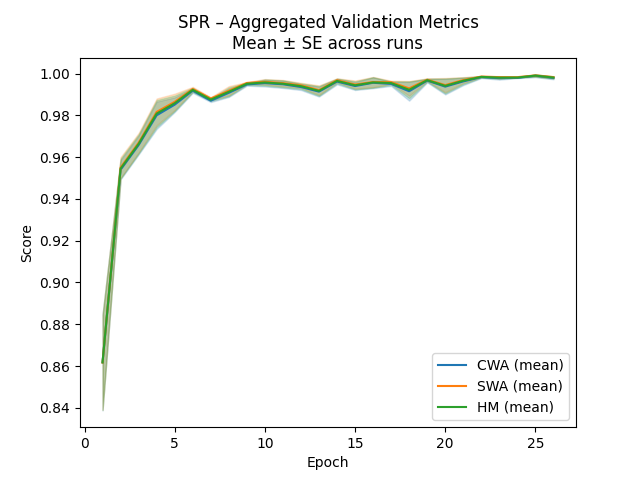 SPR – Aggregated Validation Metrics
Mean ± SE across runs
1.00
0.98
0.96
0.94
0.92
0.90
0.88
0.86
0.84
Score
0
5
10
15
20
25
Epoch
CWA (mean)
SWA (mean)
HM (mean)